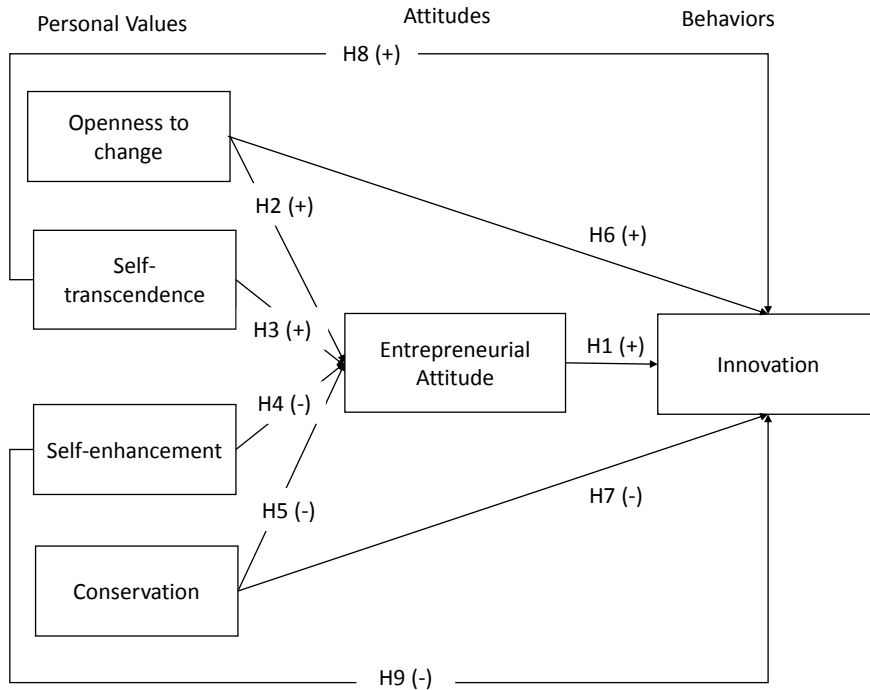 Personal Values
Attitudes
Behaviors
H8 (+)
Openness to
change
H2 (+)
H6 (+)
Self-
transcendence
H3 (+)
Entrepreneurial
Attitude
H1 (+)
Innovation
H4 (-)
Self-enhancement
H5 (-)
H7 (-)
Conservation
H9 (-)